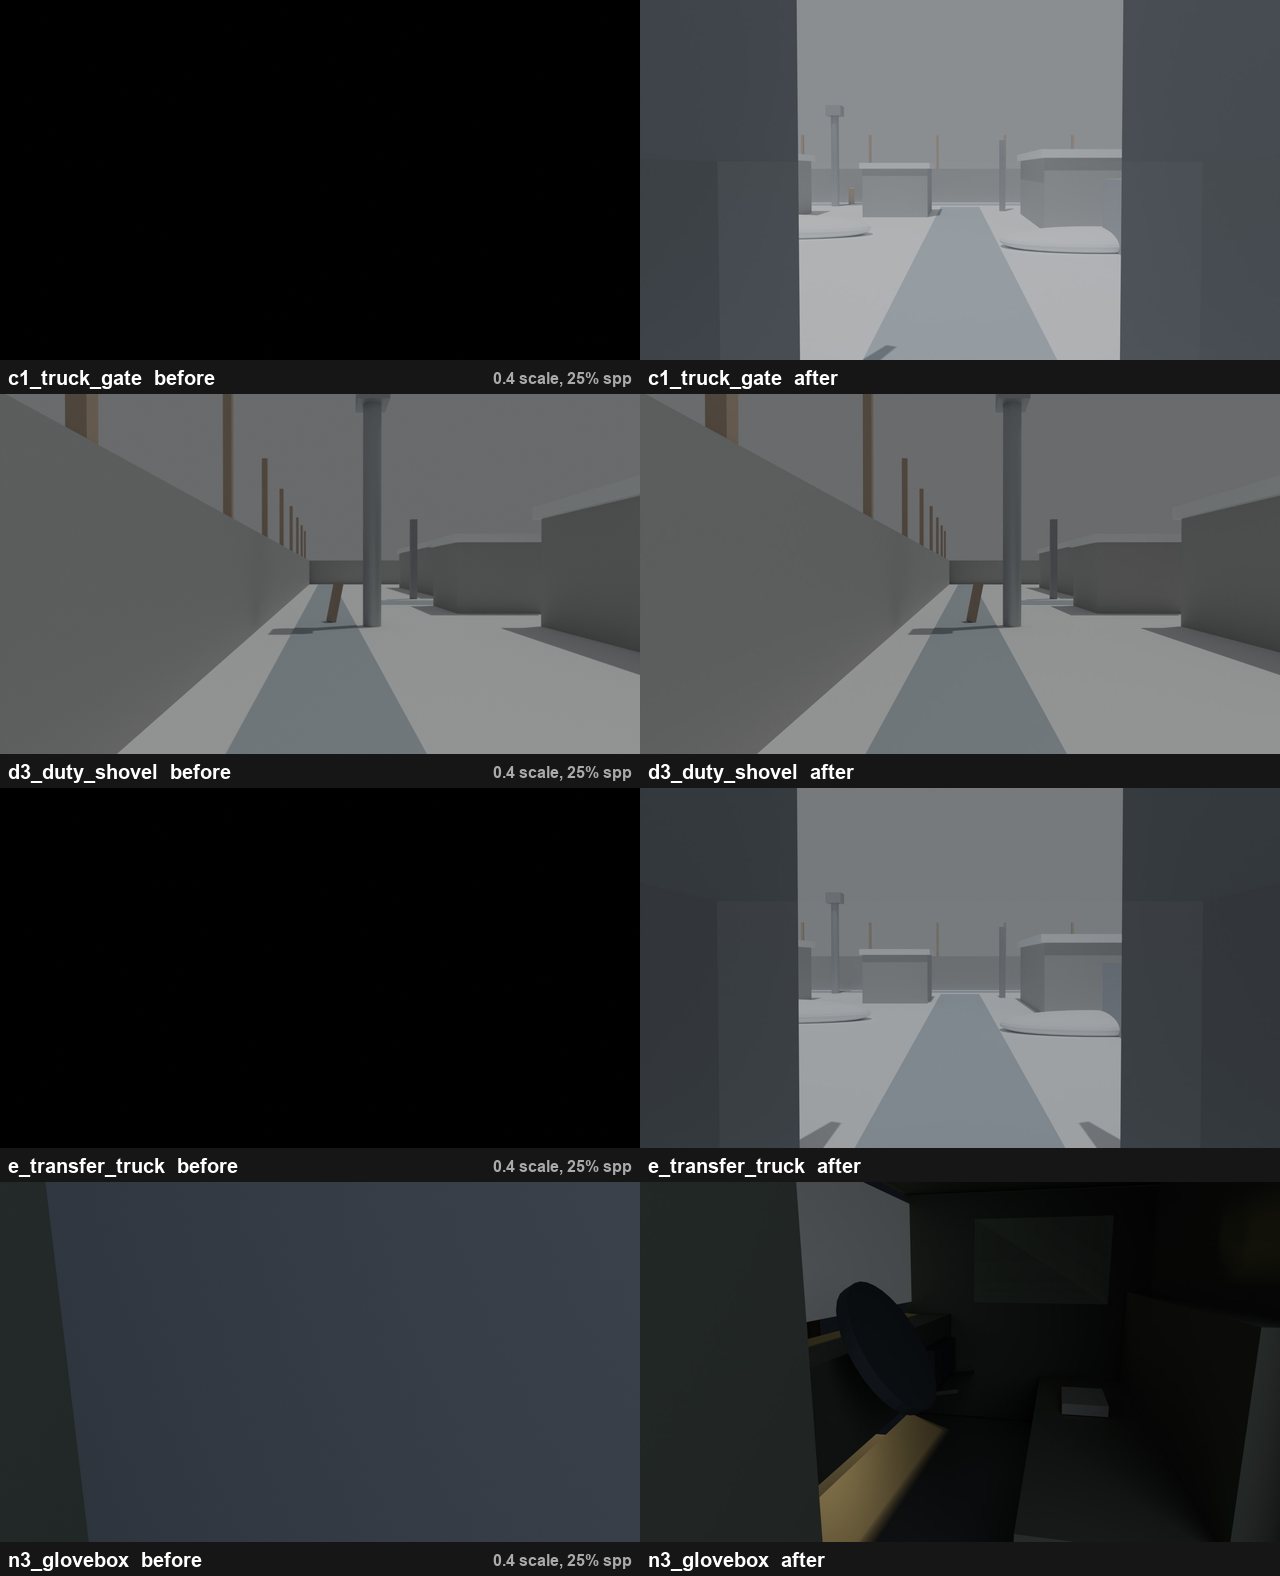 c1_truck_gate before 0.4 scale, 25% spp c1_truck_gate after
d3_duty_shovel before 0.4 scale, 25% spp d3_duty_shovel after
e_transfer_truck before 0.4 scale, 25% spp e_transfer_truck after
n3_glovebox before 0.4 scale, 25% spp n3_glovebox after